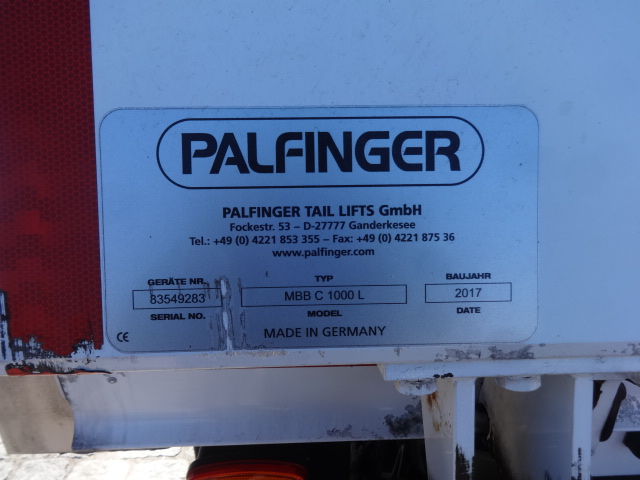 PALFINGER
PALFINGER TAIL LIFTS GmbH
Fockestr. 53 – D-27777 Ganderkesee
Tel.: +49 (0) 4221 853 355 – Fax: +49 (0) 4221 875 36
www.palfinger.com
GERÄTE NR. TYP BAUJAHR
83549283 MBB C 1000 L 2017
SERIAL NO. MODEL DATE
CE MADE IN GERMANY